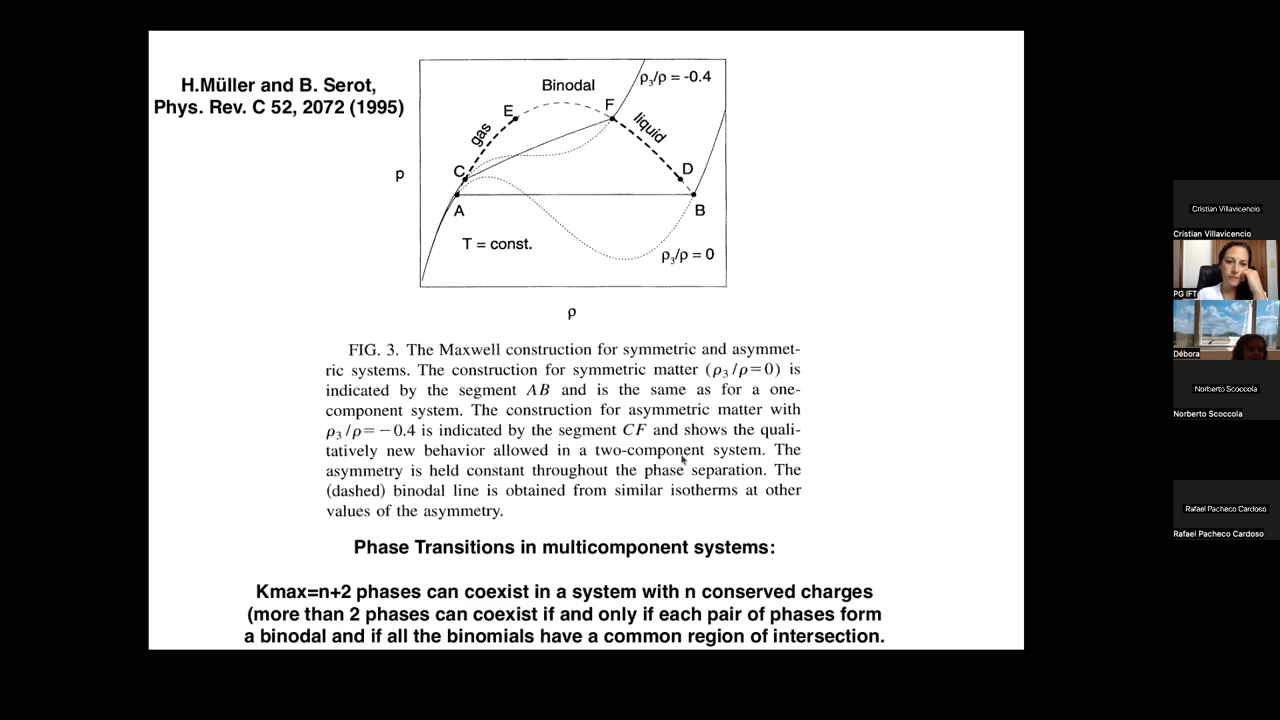 H.Müller and B. Serot,
Phys. Rev. C 52, 2072 (1995)
Binodal
ρ₃/ρ = -0.4
E
F
gas
liquid
C
D
p
A
B
T = const.
ρ₃/ρ = 0
ρ
FIG. 3. The Maxwell construction for symmetric and asymmet-
ric systems. The construction for symmetric matter (ρ₃/ρ=0) is
indicated by the segment AB and is the same as for a one-
component system. The construction for asymmetric matter with
ρ₃/ρ=−0.4 is indicated by the segment CF and shows the quali-
tatively new behavior allowed in a two-component system. The
asymmetry is held constant throughout the phase separation. The
(dashed) binodal line is obtained from similar isotherms at other
values of the asymmetry.
Phase Transitions in multicomponent systems:
Kmax=n+2 phases can coexist in a system with n conserved charges
(more than 2 phases can coexist if and only if each pair of phases form
a binodal and if all the binomials have a common region of intersection.
Cristian Villavicencio
Cristian Villavicencio
PG IFT
Débora
Norberto Scoccola
Norberto Scoccola
Rafael Pacheco Cardoso
Rafael Pacheco Cardoso